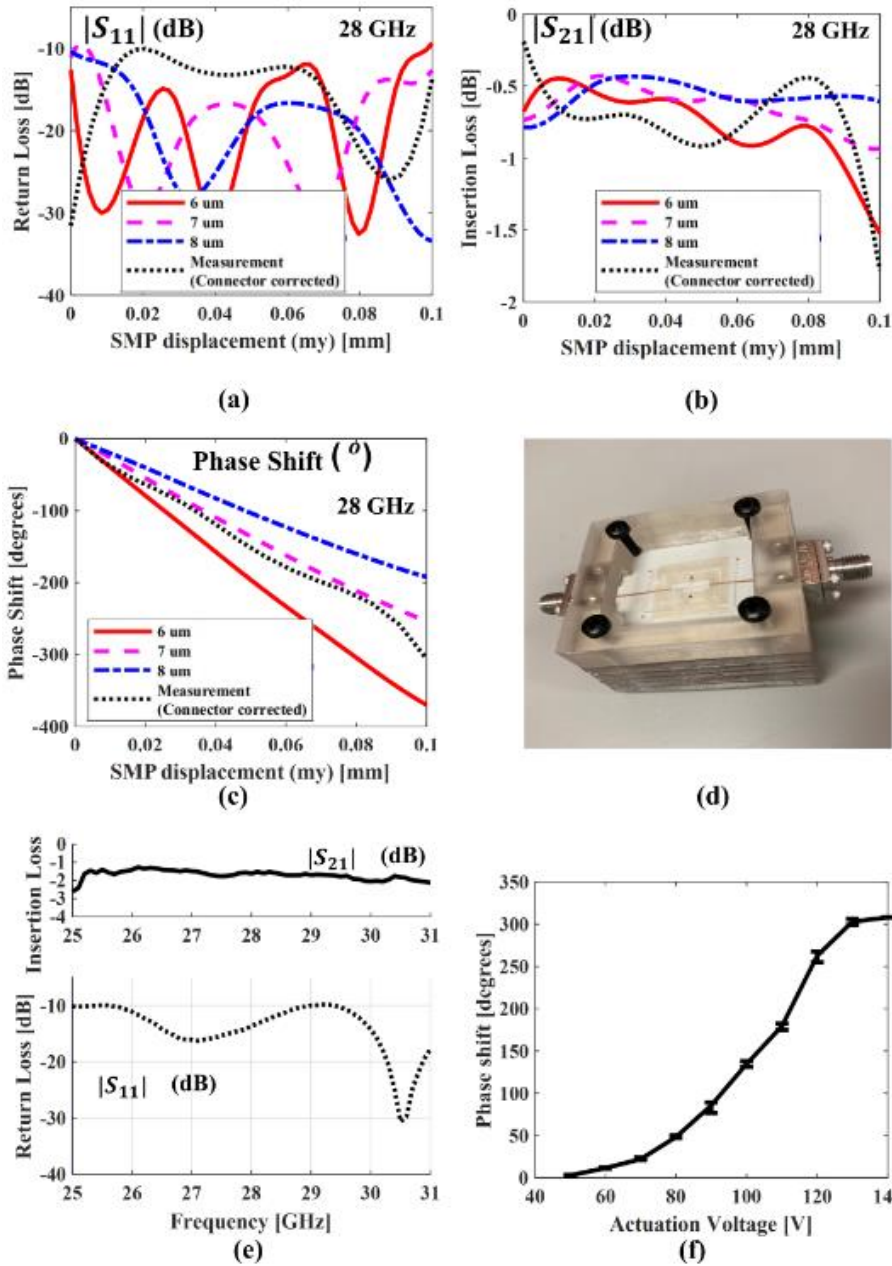 |S11| (dB)
28 GHz
Return Loss [dB]
-10
-20
-30
-40
6 um
7 um
8 um
Measurement
(Connector corrected)
0 0.02 0.04 0.06 0.08 0.1
SMP displacement (my) [mm]
(a)
|S21| (dB)
28 GHz
Insertion Loss [dB]
0
-0.5
-1
-1.5
-2
6 um
7 um
8 um
Measurement
(Connector corrected)
0 0.02 0.04 0.06 0.08 0.1
SMP displacement (my) [mm]
(b)
Phase Shift (°)
28 GHz
Phase Shift [degrees]
0
-100
-200
-300
-400
6 um
7 um
8 um
Measurement
(Connector corrected)
0 0.02 0.04 0.06 0.08 0.1
SMP displacement (my) [mm]
(c)
(d)
|S21| (dB)
Insertion Loss
0
-1
-2
-4
25 26 27 28 29 30 31
Return Loss [dB]
-10
-20
-30
-40
|S11| (dB)
25 26 27 28 29 30 31
Frequency [GHz]
(e)
Phase shift [degrees]
350
300
250
200
150
100
50
0
40 60 80 100 120 14
Actuation Voltage [V]
(f)